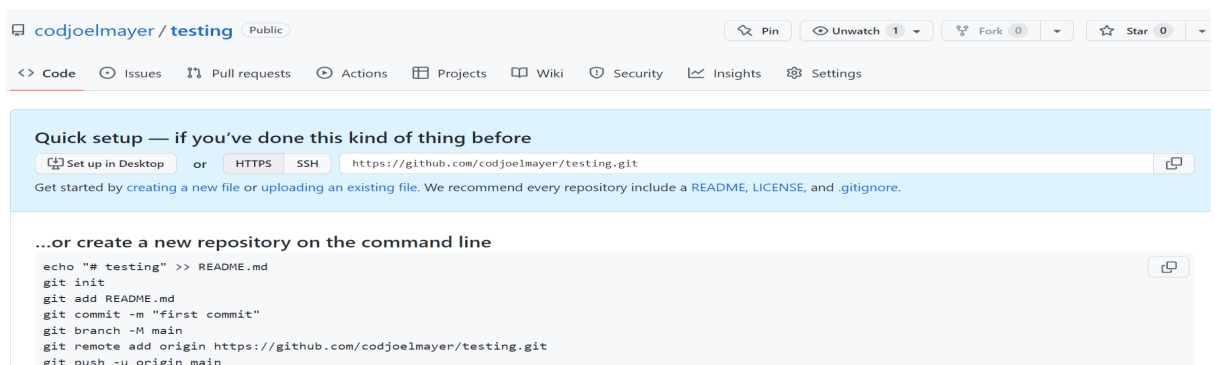 codjoelmayer / testing Public Pin Unwatch 1 Fork 0 Star 0
<> Code Issues Pull requests Actions Projects Wiki Security Insights Settings
Quick setup — if you've done this kind of thing before
Set up in Desktop or HTTPS SSH https://github.com/codjoelmayer/testing.git
Get started by creating a new file or uploading an existing file. We recommend every repository include a README, LICENSE, and .gitignore.
...or create a new repository on the command line
echo "# testing" >> README.md
git init
git add README.md
git commit -m "first commit"
git branch -M main
git remote add origin https://github.com/codjoelmayer/testing.git
git push -u origin main